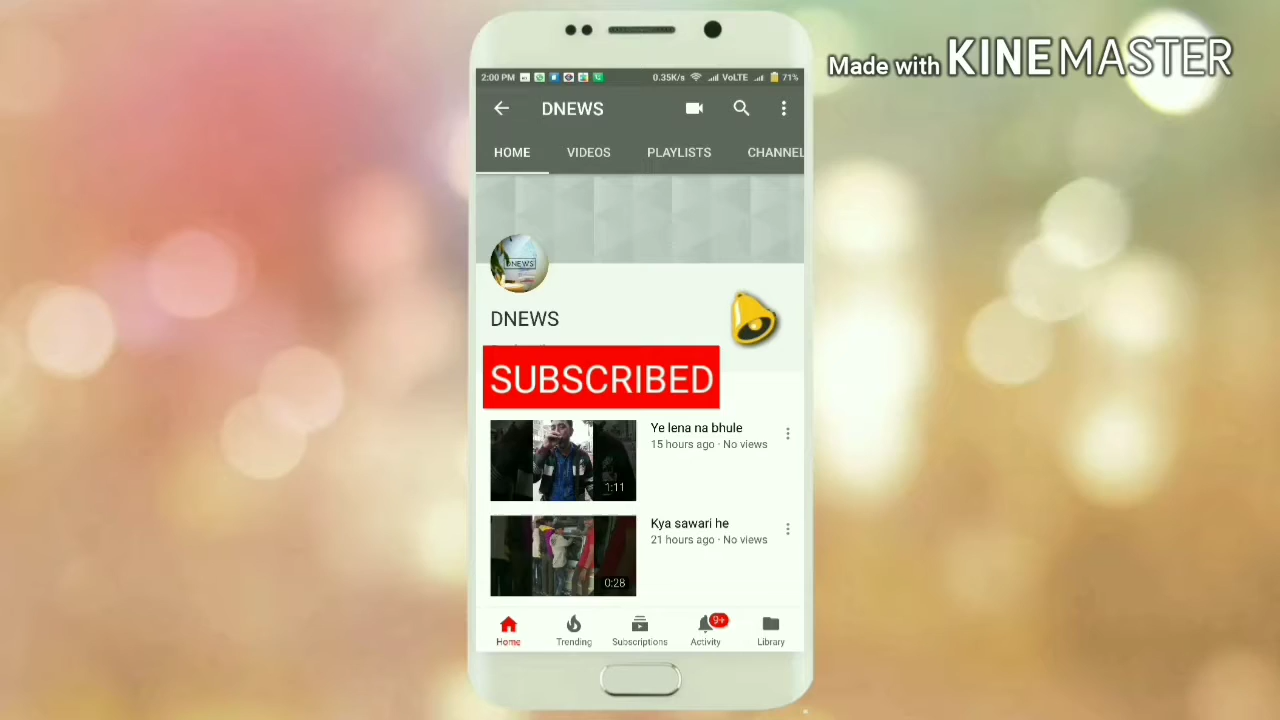 Made with KINEMASTER
2:00 PM 0.35K/s VoLTE 71%
DNEWS
HOME VIDEOS PLAYLISTS CHANNEL
DNEWS
DNEWS
SUBSCRIBED
Ye lena na bhule
15 hours ago · No views
1:11
Kya sawari he
21 hours ago · No views
0:28
9+
Home Trending Subscriptions Activity Library